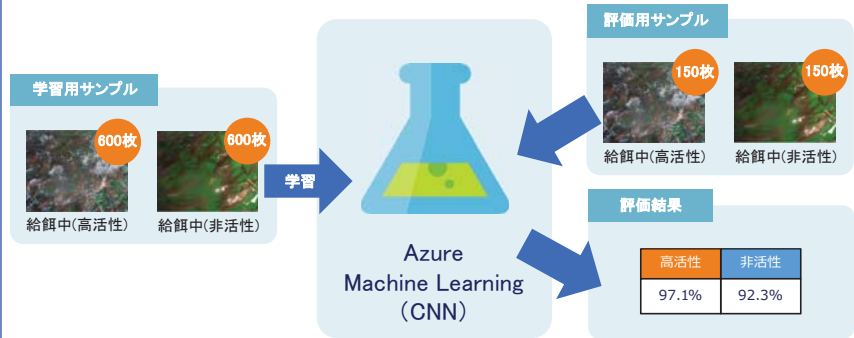 学習用サンプル
600枚
600枚
給餌中(高活性)
給餌中(非活性)
学習
Azure
Machine Learning
(CNN)
評価用サンプル
150枚
150枚
給餌中(高活性)
給餌中(非活性)
評価結果
高活性
非活性
97.1%
92.3%